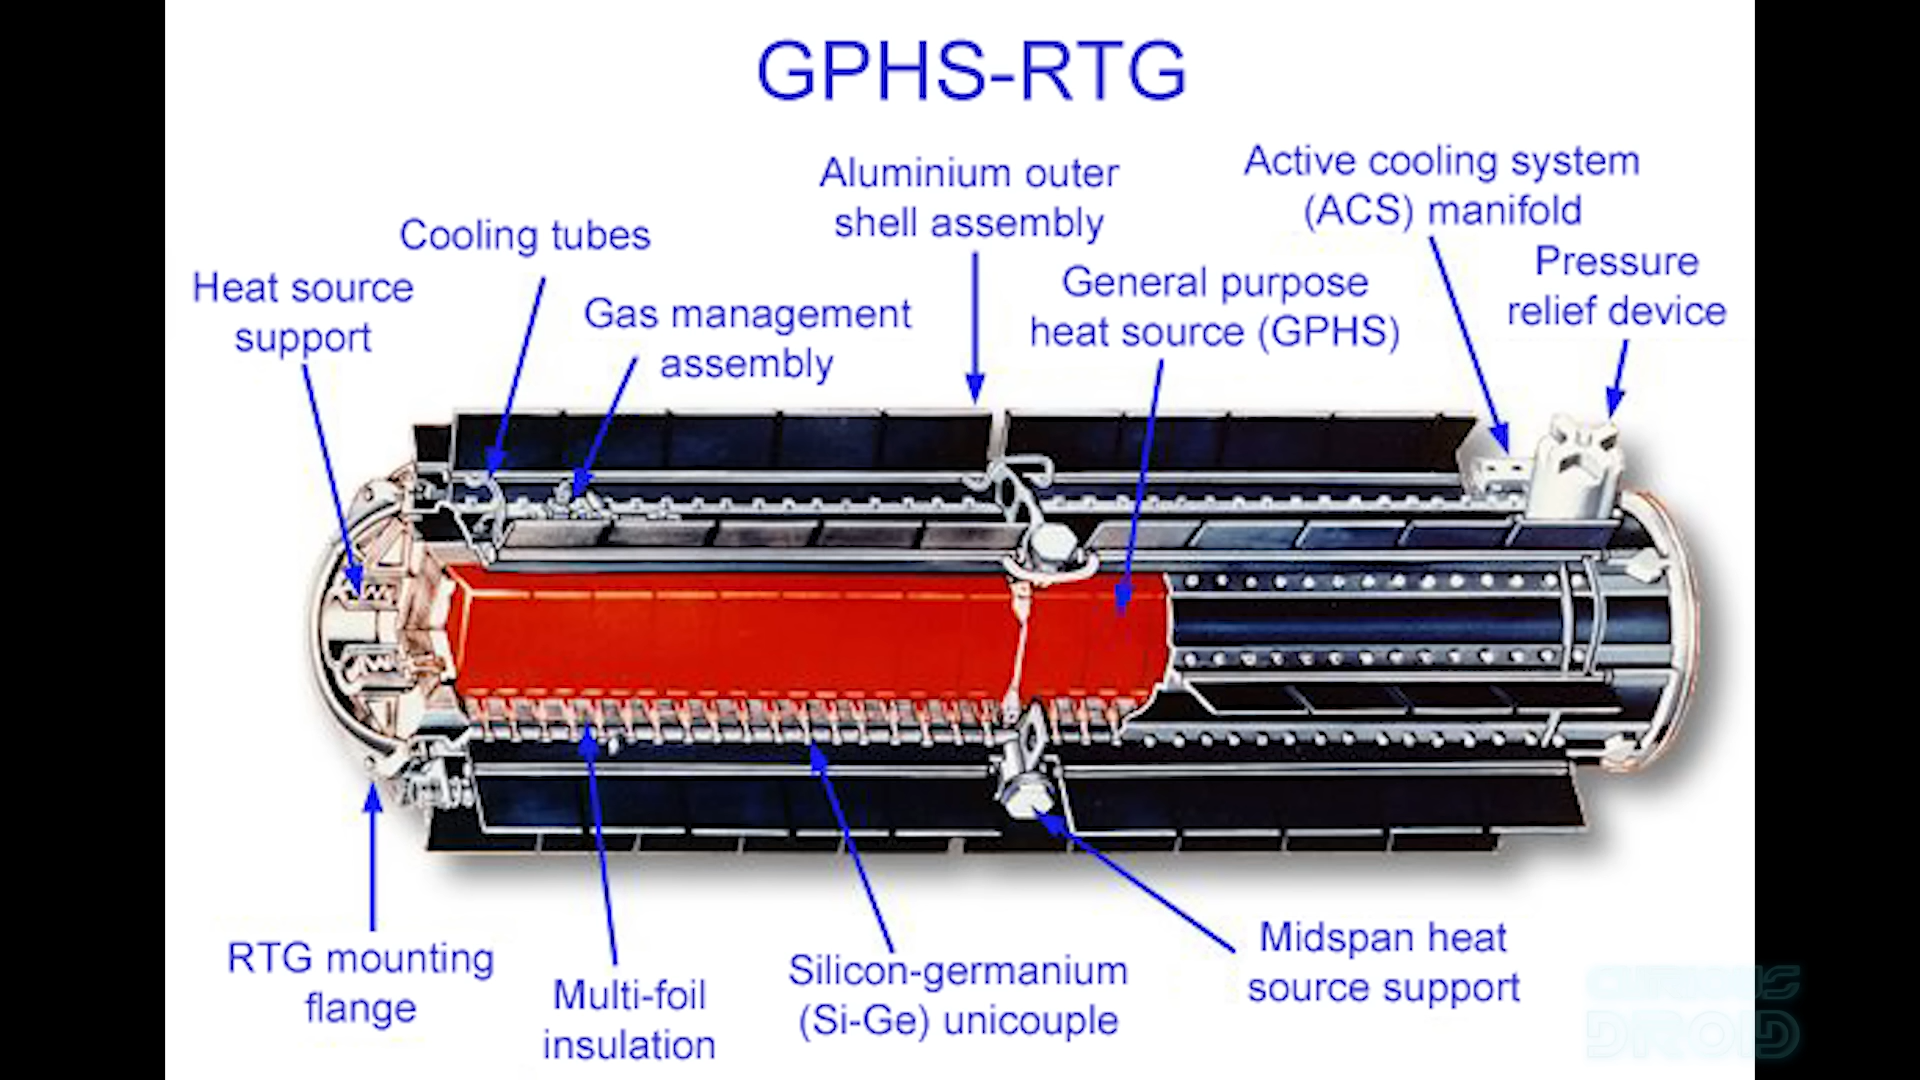 GPHS-RTG
Aluminium outer
shell assembly
Active cooling system
(ACS) manifold
Cooling tubes
Pressure
relief device
Heat source
support
Gas management
assembly
General purpose
heat source (GPHS)
RTG mounting
flange
Multi-foil
insulation
Silicon-germanium
(Si-Ge) unicouple
Midspan heat
source support
CURIOUS
DROID